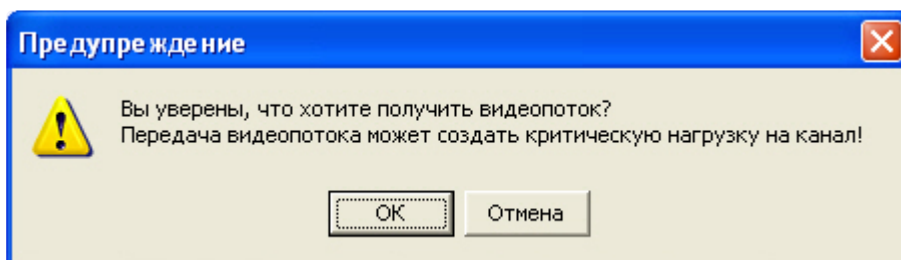 Предупреждение
Вы уверены, что хотите получить видеопоток?
Передача видеопотока может создать критическую нагрузку на канал!
ОК
Отмена